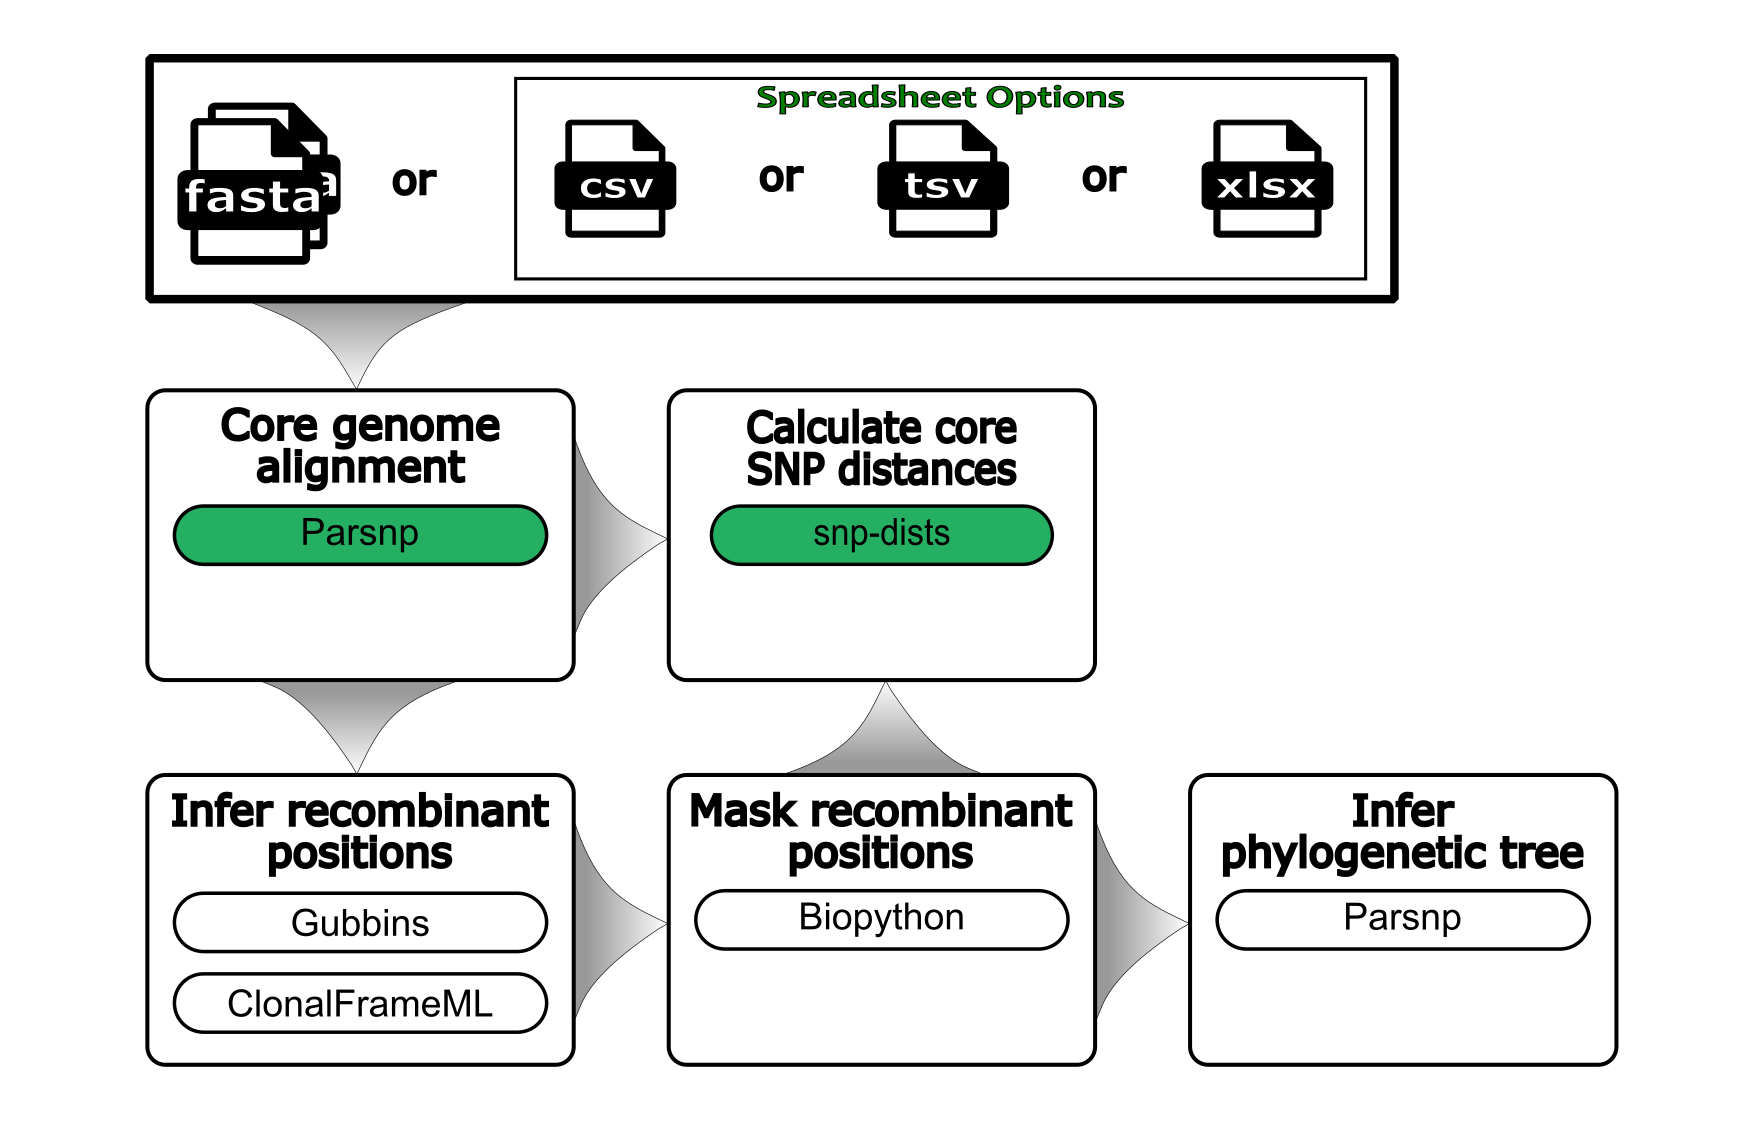 Spreadsheet Options
fasta
a
or
csv
or
tsv
or
xlsx
Core genome
alignment
Parsnp
Calculate core
SNP distances
snp-dists
Infer recombinant
positions
Gubbins
ClonalFrameML
Mask recombinant
positions
Biopython
Infer
phylogenetic tree
Parsnp